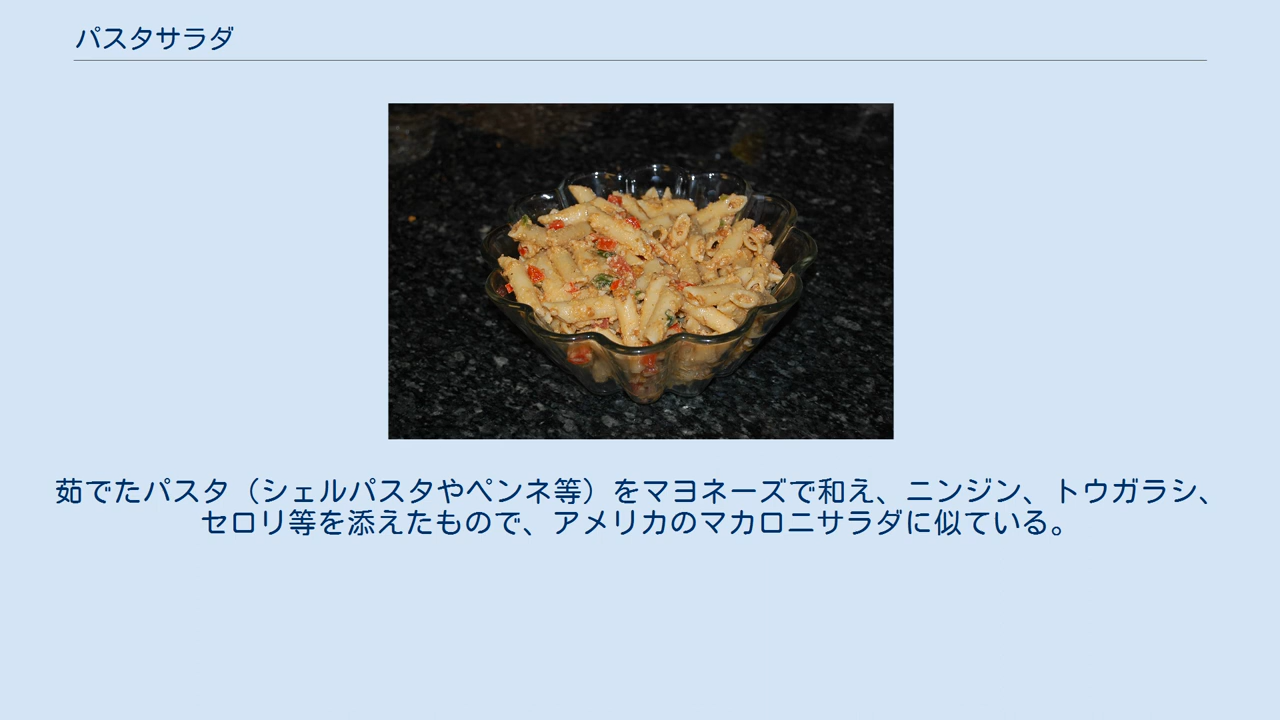 パスタサラダ
茹でたパスタ（シェルパスタやペンネ等）をマヨネーズで和え、ニンジン、トウガラシ、
セロリ等を添えたもので、アメリカのマカロニサラダに似ている。